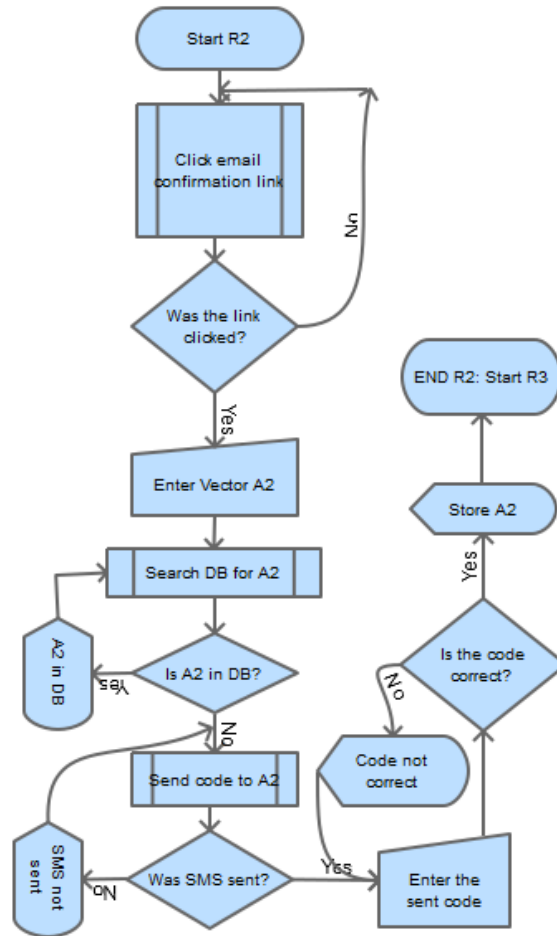 Start R2
Click email
confirmation link
No
Was the link
clicked?
Yes
END R2: Start R3
Enter Vector A2
Store A2
Yes
Search DB for A2
A2 in DB
Yes
Is A2 in DB?
Is the code
correct?
No
No
Send code to A2
Code not
correct
SMS not
sent
No
Was SMS sent?
Yes
Enter the
sent code